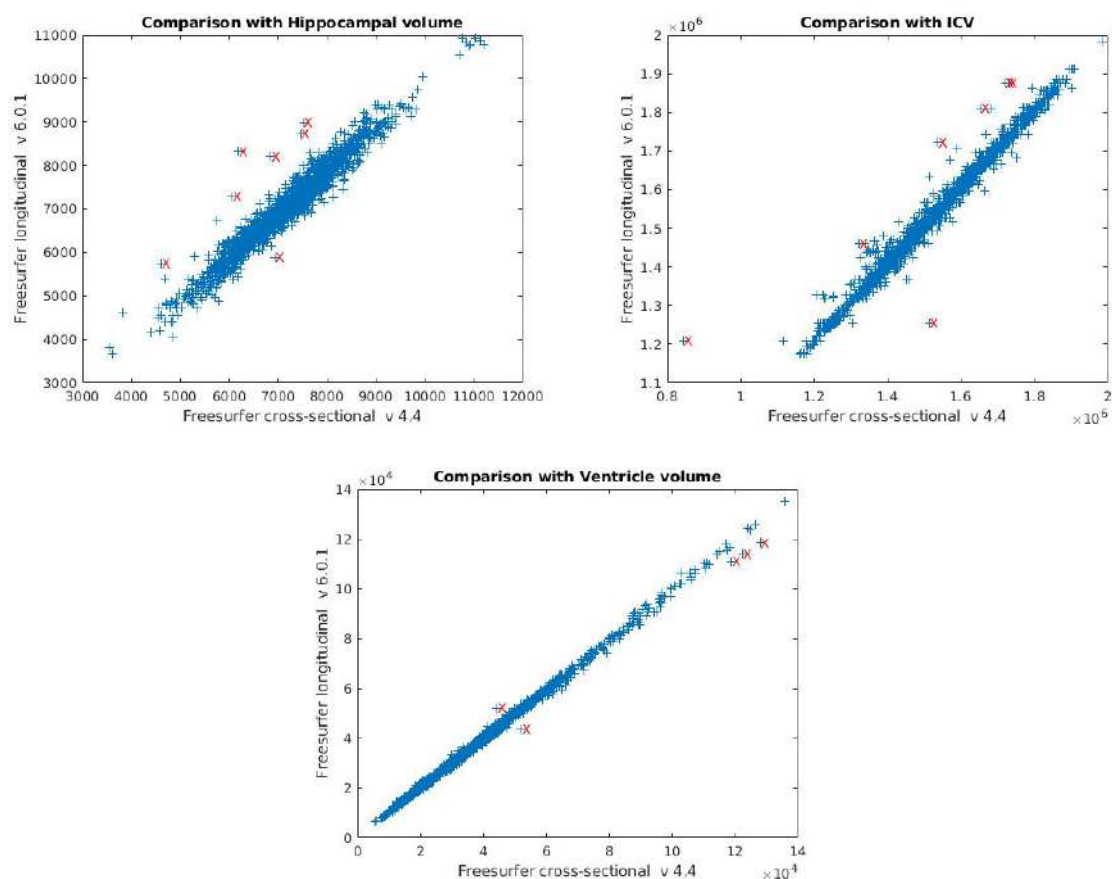 Comparison with Hippocampal volume
11000
10000
9000
8000
7000
6000
5000
4000
3000
3000 4000 5000 6000 7000 8000 9000 10000 11000 12000
Freesurfer longitudinal v 6.0.1
Freesurfer cross-sectional v 4.4
×10⁶ Comparison with ICV
2
1.9
1.8
1.7
1.6
1.5
1.4
1.3
1.2
1.1
0.8 1 1.2 1.4 1.6 1.8 2
Freesurfer longitudinal v 6.0.1
Freesurfer cross-sectional v 4.4 ×10⁶
×10⁴ Comparison with Ventricle volume
14
12
10
8
6
4
2
0
0 2 4 6 8 10 12 14
Freesurfer longitudinal v 6.0.1
Freesurfer cross-sectional v 4.4 ×10⁴